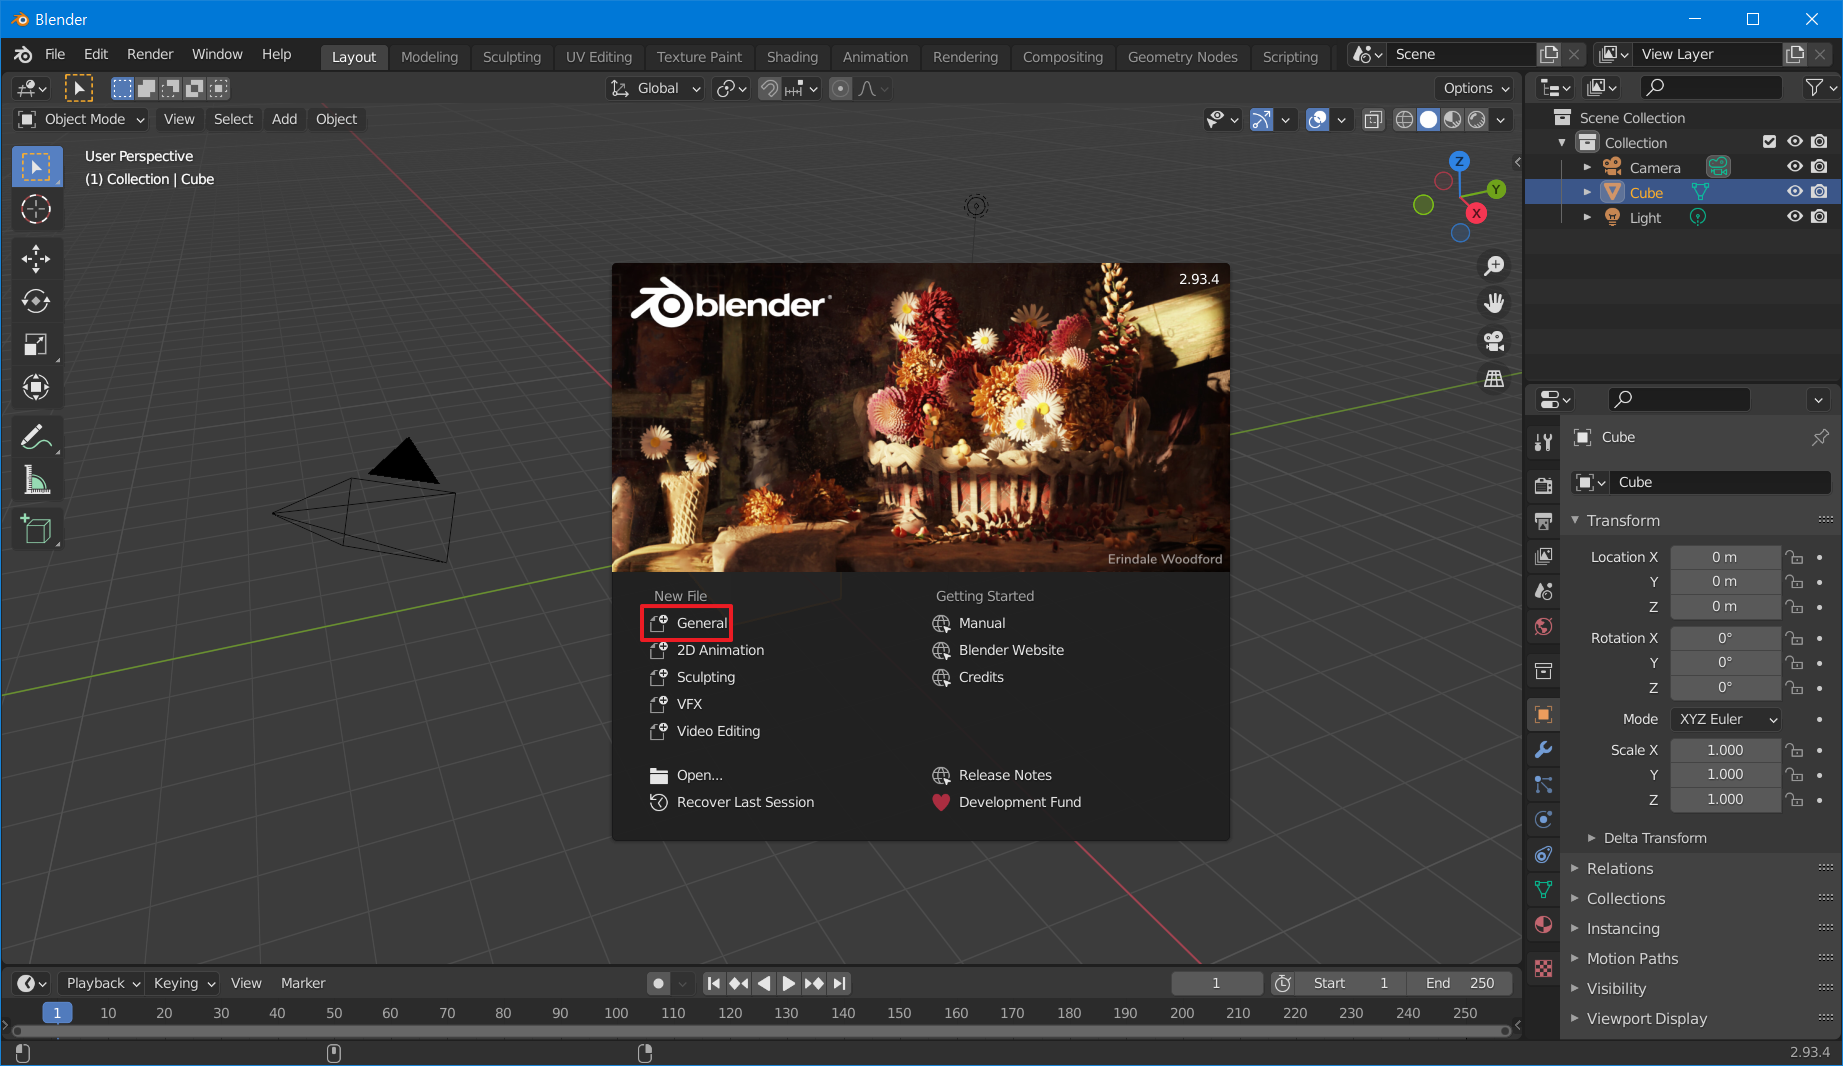 Blender
File Edit Render Window Help Layout Modeling Sculpting UV Editing Texture Paint Shading Animation Rendering Compositing Geometry Nodes Scripting Scene View Layer
Global Options
Object Mode View Select Add Object
User Perspective
(1) Collection | Cube
Z
Y
X
Scene Collection
Collection
Camera
Cube
Light
blender
2.93.4
Erindale Woodford
New File
General
2D Animation
Sculpting
VFX
Video Editing
Open...
Recover Last Session
Getting Started
Manual
Blender Website
Credits
Release Notes
Development Fund
Cube
Cube
Transform
Location X 0 m
Y 0 m
Z 0 m
Rotation X 0°
Y 0°
Z 0°
Mode XYZ Euler
Scale X 1.000
Y 1.000
Z 1.000
Delta Transform
Relations
Collections
Instancing
Motion Paths
Visibility
Viewport Display
Playback Keying View Marker 1 Start 1 End 250
1 10 20 30 40 50 60 70 80 90 100 110 120 130 140 150 160 170 180 190 200 210 220 230 240 250
2.93.4